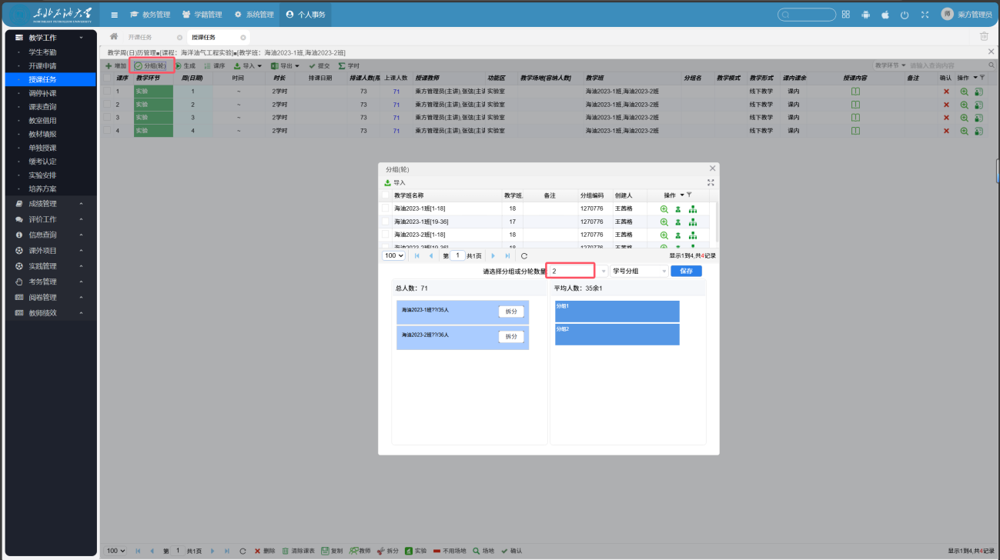 东北石油大学
NORTHEAST PETROLEUM UNIVERSITY
教务管理 学籍管理 系统管理 个人事务
师 乘方管理员
教学工作
学生考勤
开课申请
授课任务
调停补课
课表查询
教室借用
教材填报
单独授课
缓考认定
实验安排
培养方案
成绩管理
评价工作
信息查询
课外项目
实践管理
考务管理
阅卷管理
教师绩效
开课任务 授课任务
教学周(日)历管理■[课程：海洋油气工程实验]■[教学班：海油2023-1班,海油2023-2班]
增加 分组(轮) 生成 课序 导入 导出 提交 学时 教学环节 请输入查询内容
课序 教学环节 周(日期) 时间 时长 排课日期 排课人数(属 上课人数 授课教师 功能区 教学场地[容纳人数] 教学班 分组名 教学模式 教学形式 课内课余 授课内容 备注 确认 操作
1 实验 1 ~ 2学时 73 71 乘方管理员(主讲),张弦(主讲 实验室 海油2023-1班,海油2023-2班 线下教学 课内
2 实验 2 ~ 2学时 73 71 乘方管理员(主讲),张弦(主讲 实验室 海油2023-1班,海油2023-2班 线下教学 课内
3 实验 3 ~ 2学时 73 71 乘方管理员(主讲),张弦(主讲 实验室 海油2023-1班,海油2023-2班 线下教学 课内
4 实验 4 ~ 2学时 73 71 乘方管理员(主讲),张弦(主讲 实验室 海油2023-1班,海油2023-2班 线下教学 课内
分组(轮)
导入
教学班名称 教学班. 备注 分组编码 创建人 操作
海油2023-1班[1-18] 18 1270776 王茜格
海油2023-1班[19-36] 17 1270776 王茜格
海油2023-2班[1-18] 18 1270776 王茜格
海油2023-2班[19-36] 18 1270776 王茜格
100 第 1 共1页 显示1到4,共4记录
请选择分组或分轮数量 2 学号分组 保存
总人数：71
海油2023-1班??/35人 拆分
海油2023-2班??/36人 拆分
平均人数：35余1
分组1
分组2
100 第 1 共1页 删除 清除课表 复制 教师 拆分 实验 不用场地 场地 确认 显示1到4,共4记录